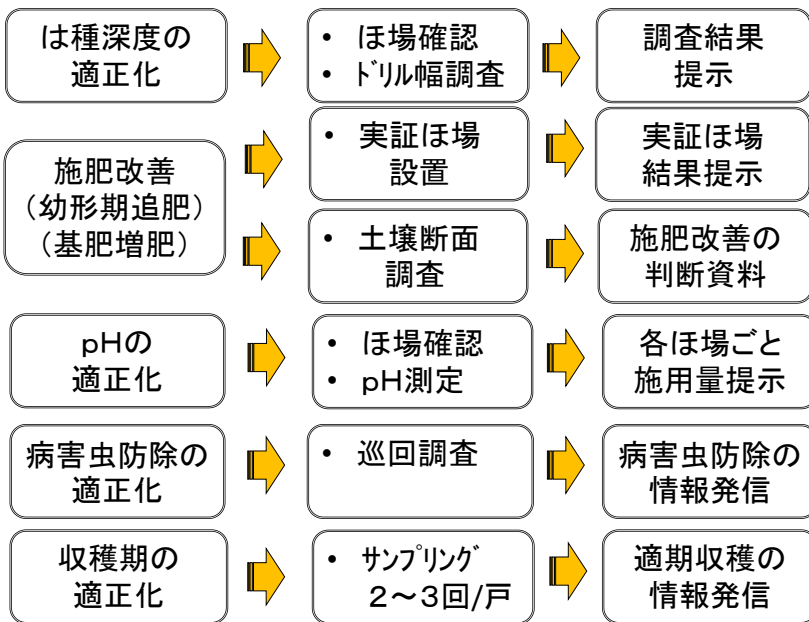 は種深度の
適正化
• ほ場確認
• ﾄﾞﾘﾙ幅調査
調査結果
提示
施肥改善
（幼形期追肥）
（基肥増肥）
• 実証ほ場
設置
実証ほ場
結果提示
• 土壌断面
調査
施肥改善の
判断資料
pHの
適正化
• ほ場確認
• pH測定
各ほ場ごと
施用量提示
病害虫防除の
適正化
• 巡回調査
病害虫防除の
情報発信
収穫期の
適正化
• ｻﾝﾌﾟﾘﾝｸﾞ
２～３回/戸
適期収穫の
情報発信